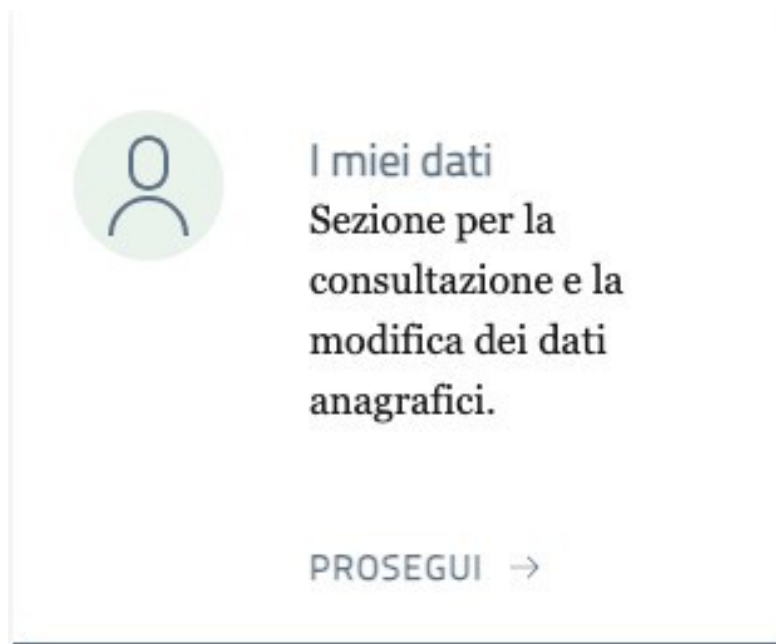 I miei dati
Sezione per la
consultazione e la
modifica dei dati
anagrafici.
PROSEGUI →